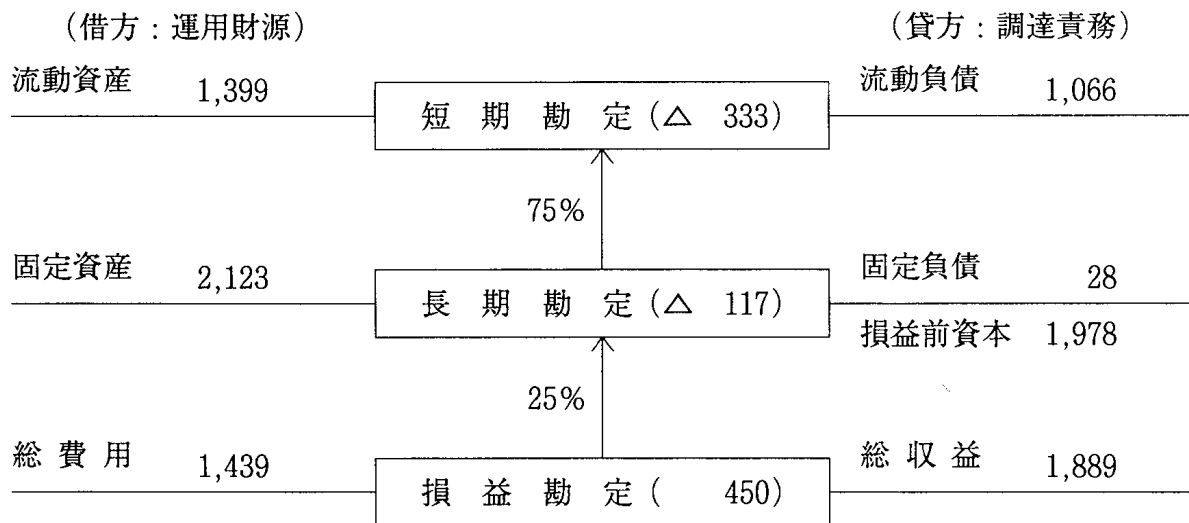 (借方：運用財源) (貸方：調達責務)
流動資産 1,399 短期勘定(△ 333) 流動負債 1,066
75%
固定資産 2,123 長期勘定(△ 117) 固定負債 28
損益前資本 1,978
25%
総費用 1,439 損益勘定( 450) 総収益 1,889